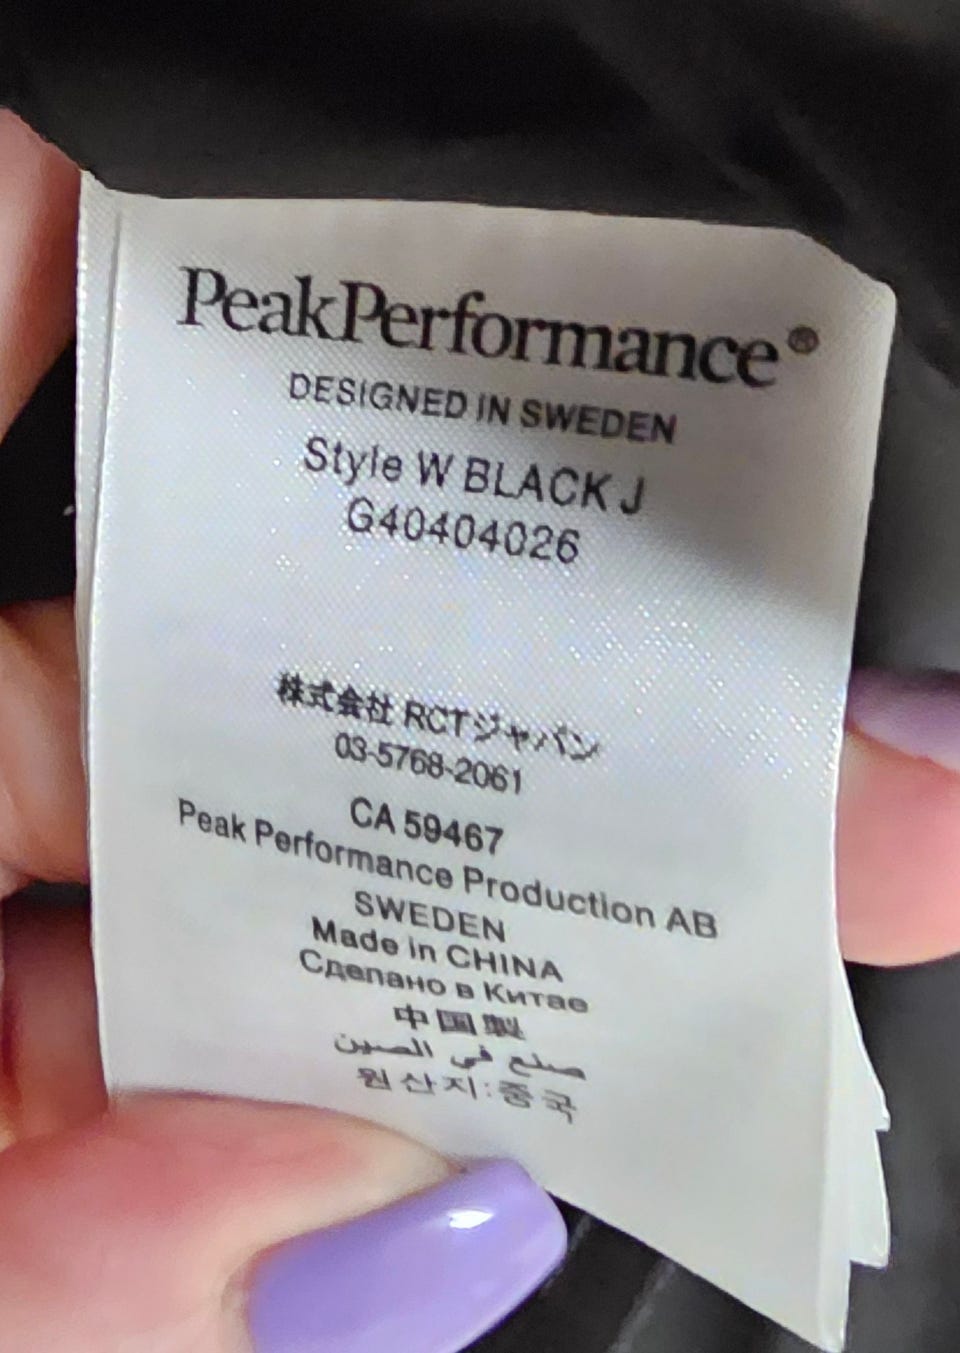 PeakPerformance®
DESIGNED IN SWEDEN
Style W BLACK J
G40404026
株式会社 RCTジャパン
03-5768-2061
CA 59467
Peak Performance Production AB
SWEDEN
Made in CHINA
Сделано в Китае
中国製
صنع في الصين
원산지:중국